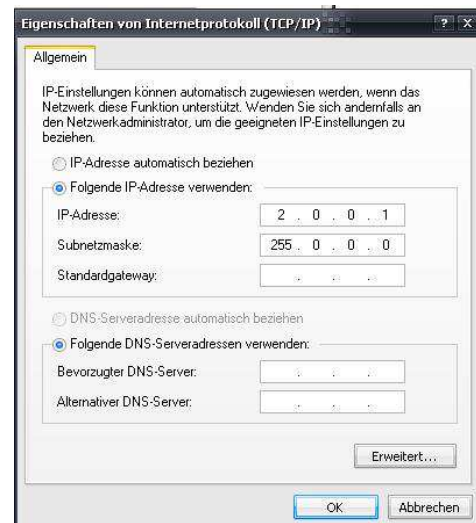 Eigenschaften von Internetprotokoll (TCP/IP)
Allgemein
IP-Einstellungen können automatisch zugewiesen werden, wenn das
Netzwerk diese Funktion unterstützt. Wenden Sie sich andernfalls an
den Netzwerkadministrator, um die geeigneten IP-Einstellungen zu
beziehen.
IP-Adresse automatisch beziehen
Folgende IP-Adresse verwenden:
IP-Adresse: 2 . 0 . 0 . 1
Subnetzmaske: 255 . 0 . 0 . 0
Standardgateway: . . .
DNS-Serveradresse automatisch beziehen
Folgende DNS-Serveradressen verwenden:
Bevorzugter DNS-Server: . . .
Alternativer DNS-Server: . . .
Erweitert...
OK Abbrechen